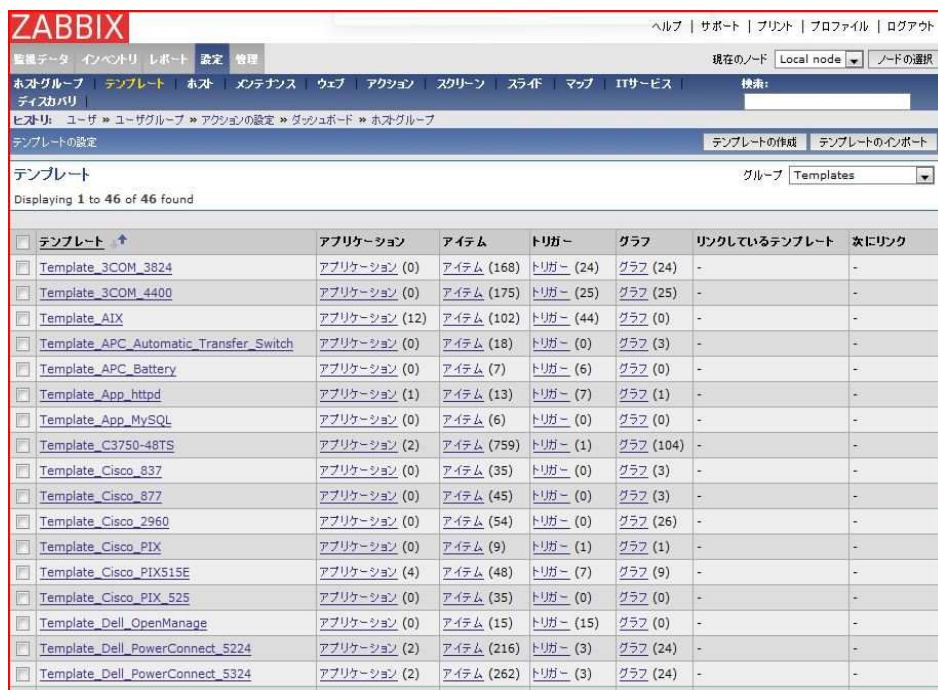 ZABBIX
ヘルプ | サポート | プリント | プロファイル | ログアウト
監視データ インベントリ レポート 設定 管理 現在のノード Local node ノードの選択
ホストグループ | テンプレート | ホスト | メンテナンス | ウェブ | アクション | スクリーン | スライド | マップ | ITサービス | 検索:
ディスカバリ |
ヒストリ: ユーザ » ユーザグループ » アクションの設定 » ダッシュボード » ホストグループ
テンプレートの設定 テンプレートの作成 テンプレートのインポート
テンプレート グループ Templates
Displaying 1 to 46 of 46 found
テンプレート アプリケーション アイテム トリガー グラフ リンクしているテンプレート 次にリンク
Template_3COM_3824 アプリケーション (0) アイテム (168) トリガー (24) グラフ (24) - -
Template_3COM_4400 アプリケーション (0) アイテム (175) トリガー (25) グラフ (25) - -
Template_AIX アプリケーション (12) アイテム (102) トリガー (44) グラフ (0) - -
Template_APC_Automatic_Transfer_Switch アプリケーション (0) アイテム (18) トリガー (0) グラフ (3) - -
Template_APC_Battery アプリケーション (0) アイテム (7) トリガー (6) グラフ (0) - -
Template_App_httpd アプリケーション (1) アイテム (13) トリガー (7) グラフ (1) - -
Template_App_MySQL アプリケーション (0) アイテム (6) トリガー (0) グラフ (0) - -
Template_C3750-48TS アプリケーション (2) アイテム (759) トリガー (1) グラフ (104) - -
Template_Cisco_837 アプリケーション (0) アイテム (35) トリガー (0) グラフ (3) - -
Template_Cisco_877 アプリケーション (0) アイテム (45) トリガー (0) グラフ (3) - -
Template_Cisco_2960 アプリケーション (0) アイテム (54) トリガー (0) グラフ (26) - -
Template_Cisco_PIX アプリケーション (0) アイテム (9) トリガー (1) グラフ (1) - -
Template_Cisco_PIX515E アプリケーション (4) アイテム (48) トリガー (7) グラフ (9) - -
Template_Cisco_PIX_525 アプリケーション (0) アイテム (35) トリガー (0) グラフ (0) - -
Template_Dell_OpenManage アプリケーション (0) アイテム (15) トリガー (15) グラフ (0) - -
Template_Dell_PowerConnect_5224 アプリケーション (2) アイテム (216) トリガー (3) グラフ (24) - -
Template_Dell_PowerConnect_5324 アプリケーション (2) アイテム (262) トリガー (3) グラフ (24) - -